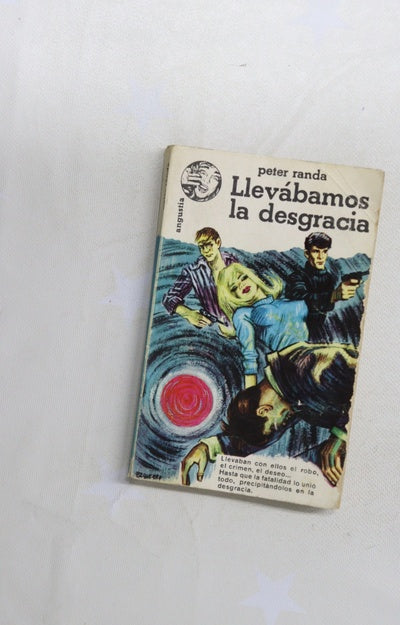 peter randa
Llevábamos
la desgracia
angustia
Llevaban con ellos el robo,
el crimen, el deseo...
Hasta que la fatalidad lo unió
todo, precipitándolos en la
desgracia.